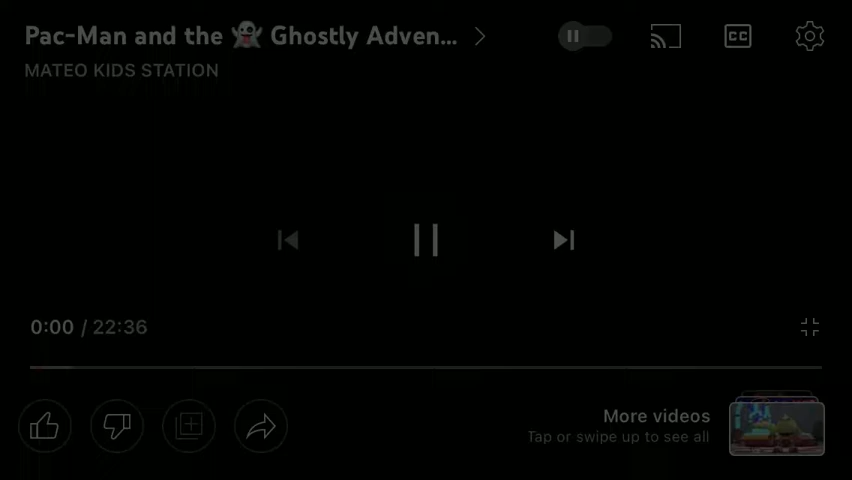 Pac-Man and the 👻 Ghostly Adven...
MATEO KIDS STATION
CC
0:00 / 22:36
More videos
Tap or swipe up to see all